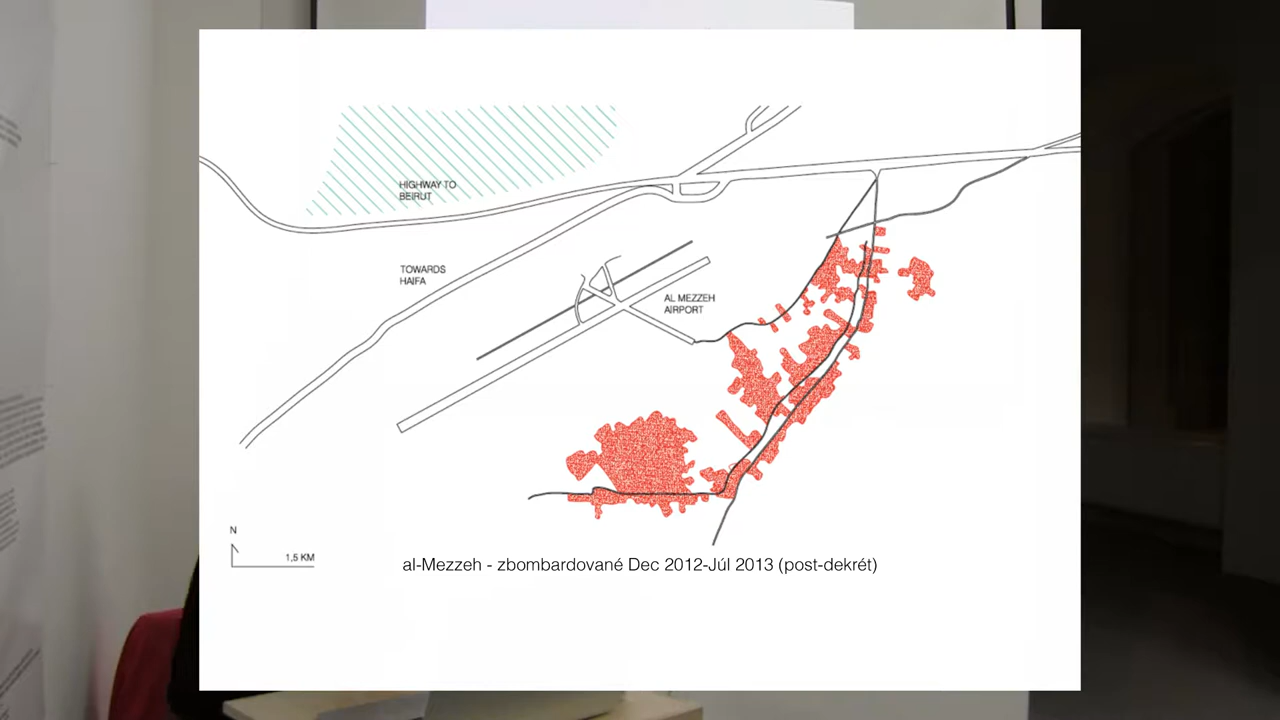 HIGHWAY TO
BEIRUT
TOWARDS
HAIFA
AL MEZZEH
AIRPORT
N
1,5 KM
al-Mezzeh - zbombardované Dec 2012-Júl 2013 (post-dekrét)